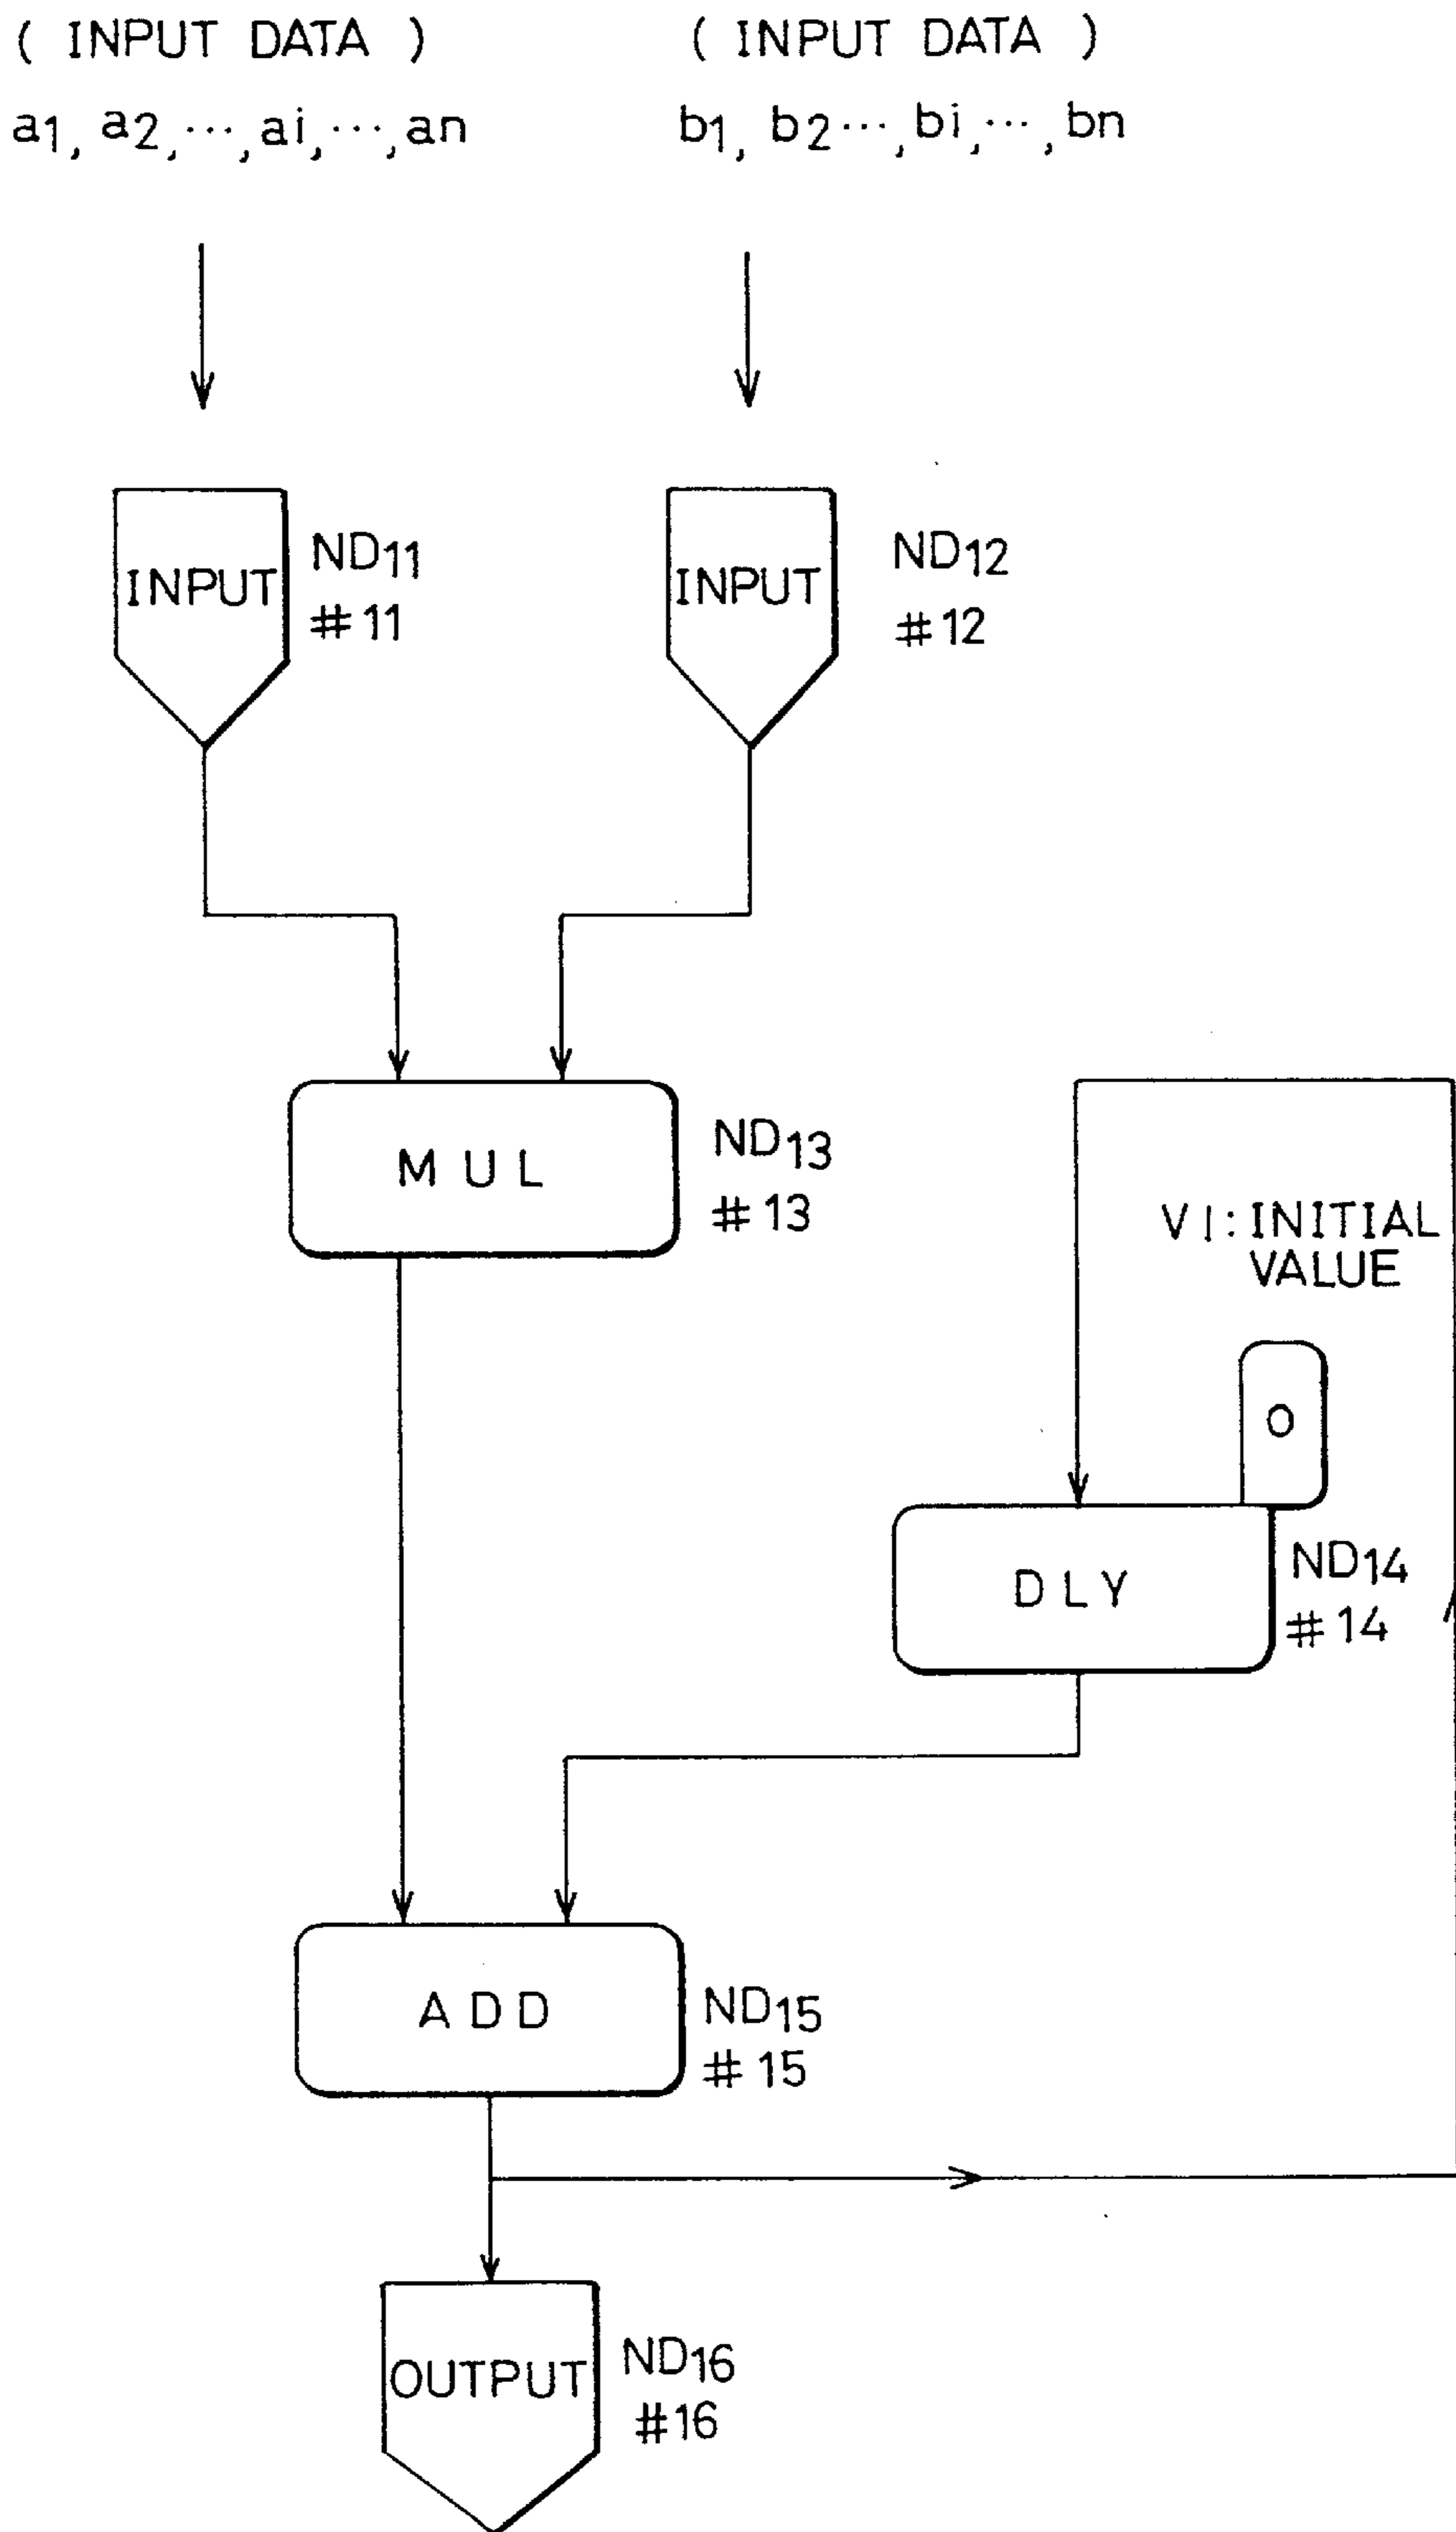 ( INPUT DATA )
( INPUT DATA )
a1, a2, ..., ai, ..., an
b1, b2 ..., bi, ..., bn
INPUT
ND11
#11
INPUT
ND12
#12
MUL
ND13
#13
VI: INITIAL
VALUE
0
DLY
ND14
#14
ADD
ND15
#15
OUTPUT
ND16
#16